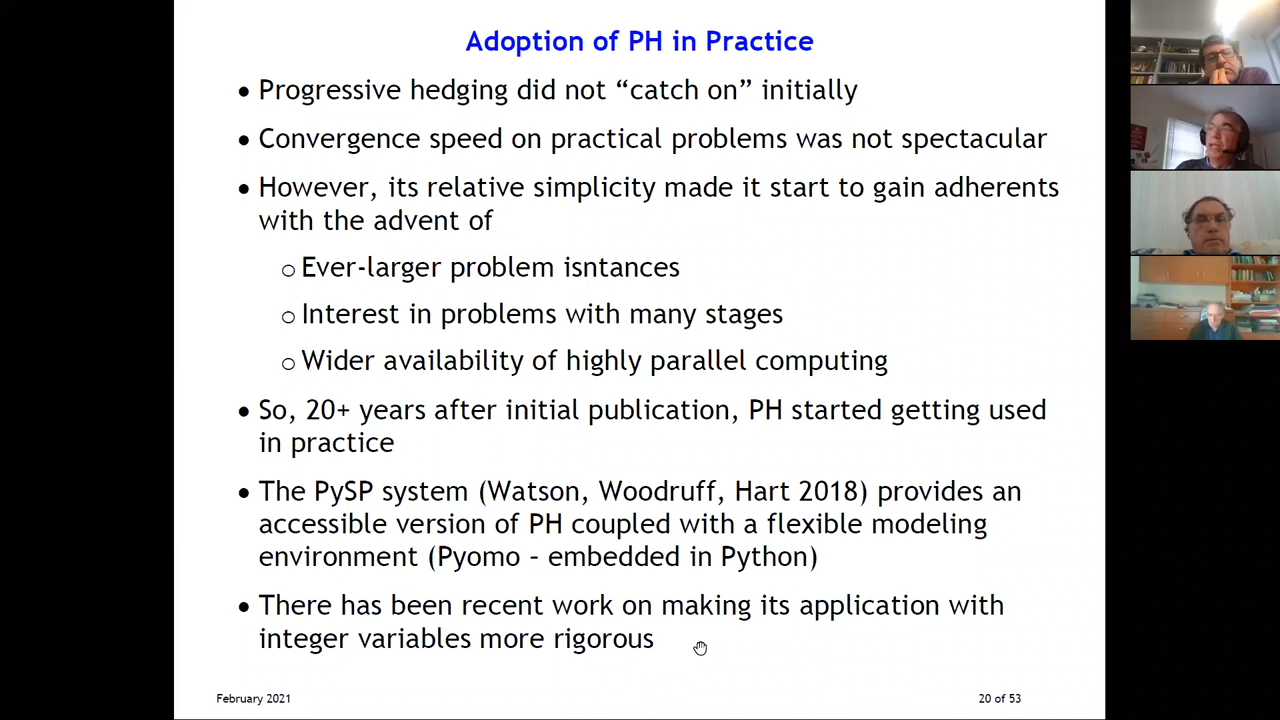 Adoption of PH in Practice
• Progressive hedging did not “catch on” initially
• Convergence speed on practical problems was not spectacular
• However, its relative simplicity made it start to gain adherents
with the advent of
o Ever-larger problem isntances
o Interest in problems with many stages
o Wider availability of highly parallel computing
• So, 20+ years after initial publication, PH started getting used
in practice
• The PySP system (Watson, Woodruff, Hart 2018) provides an
accessible version of PH coupled with a flexible modeling
environment (Pyomo – embedded in Python)
• There has been recent work on making its application with
integer variables more rigorous
February 2021
20 of 53